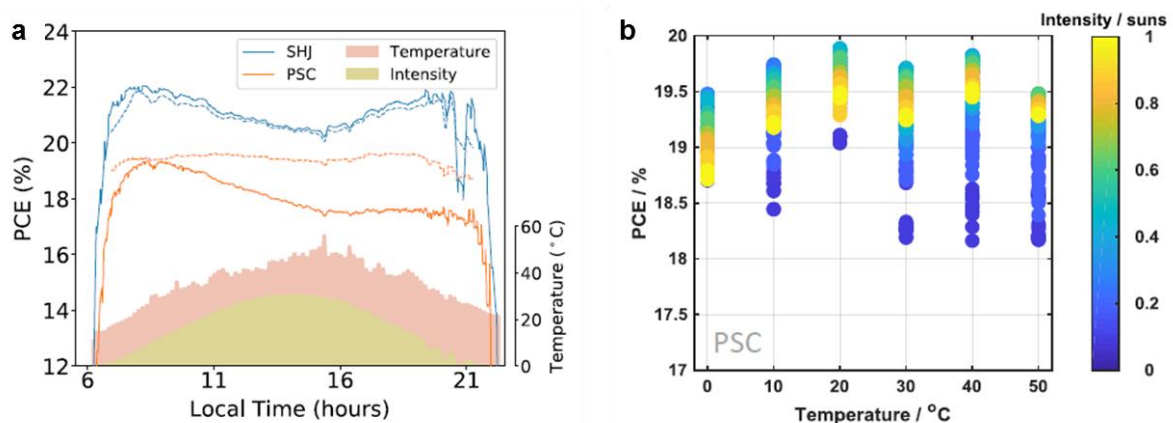 a
24
22
20
18
16
14
12
PCE (%)
SHJ
PSC
Temperature
Intensity
60
40
20
0
Temperature (°C)
6
11
16
21
Local Time (hours)
b
Intensity / suns
20
19.5
19
18.5
18
17.5
17
PCE / %
PSC
0
10
20
30
40
50
Temperature / °C
1
0.8
0.6
0.4
0.2
0